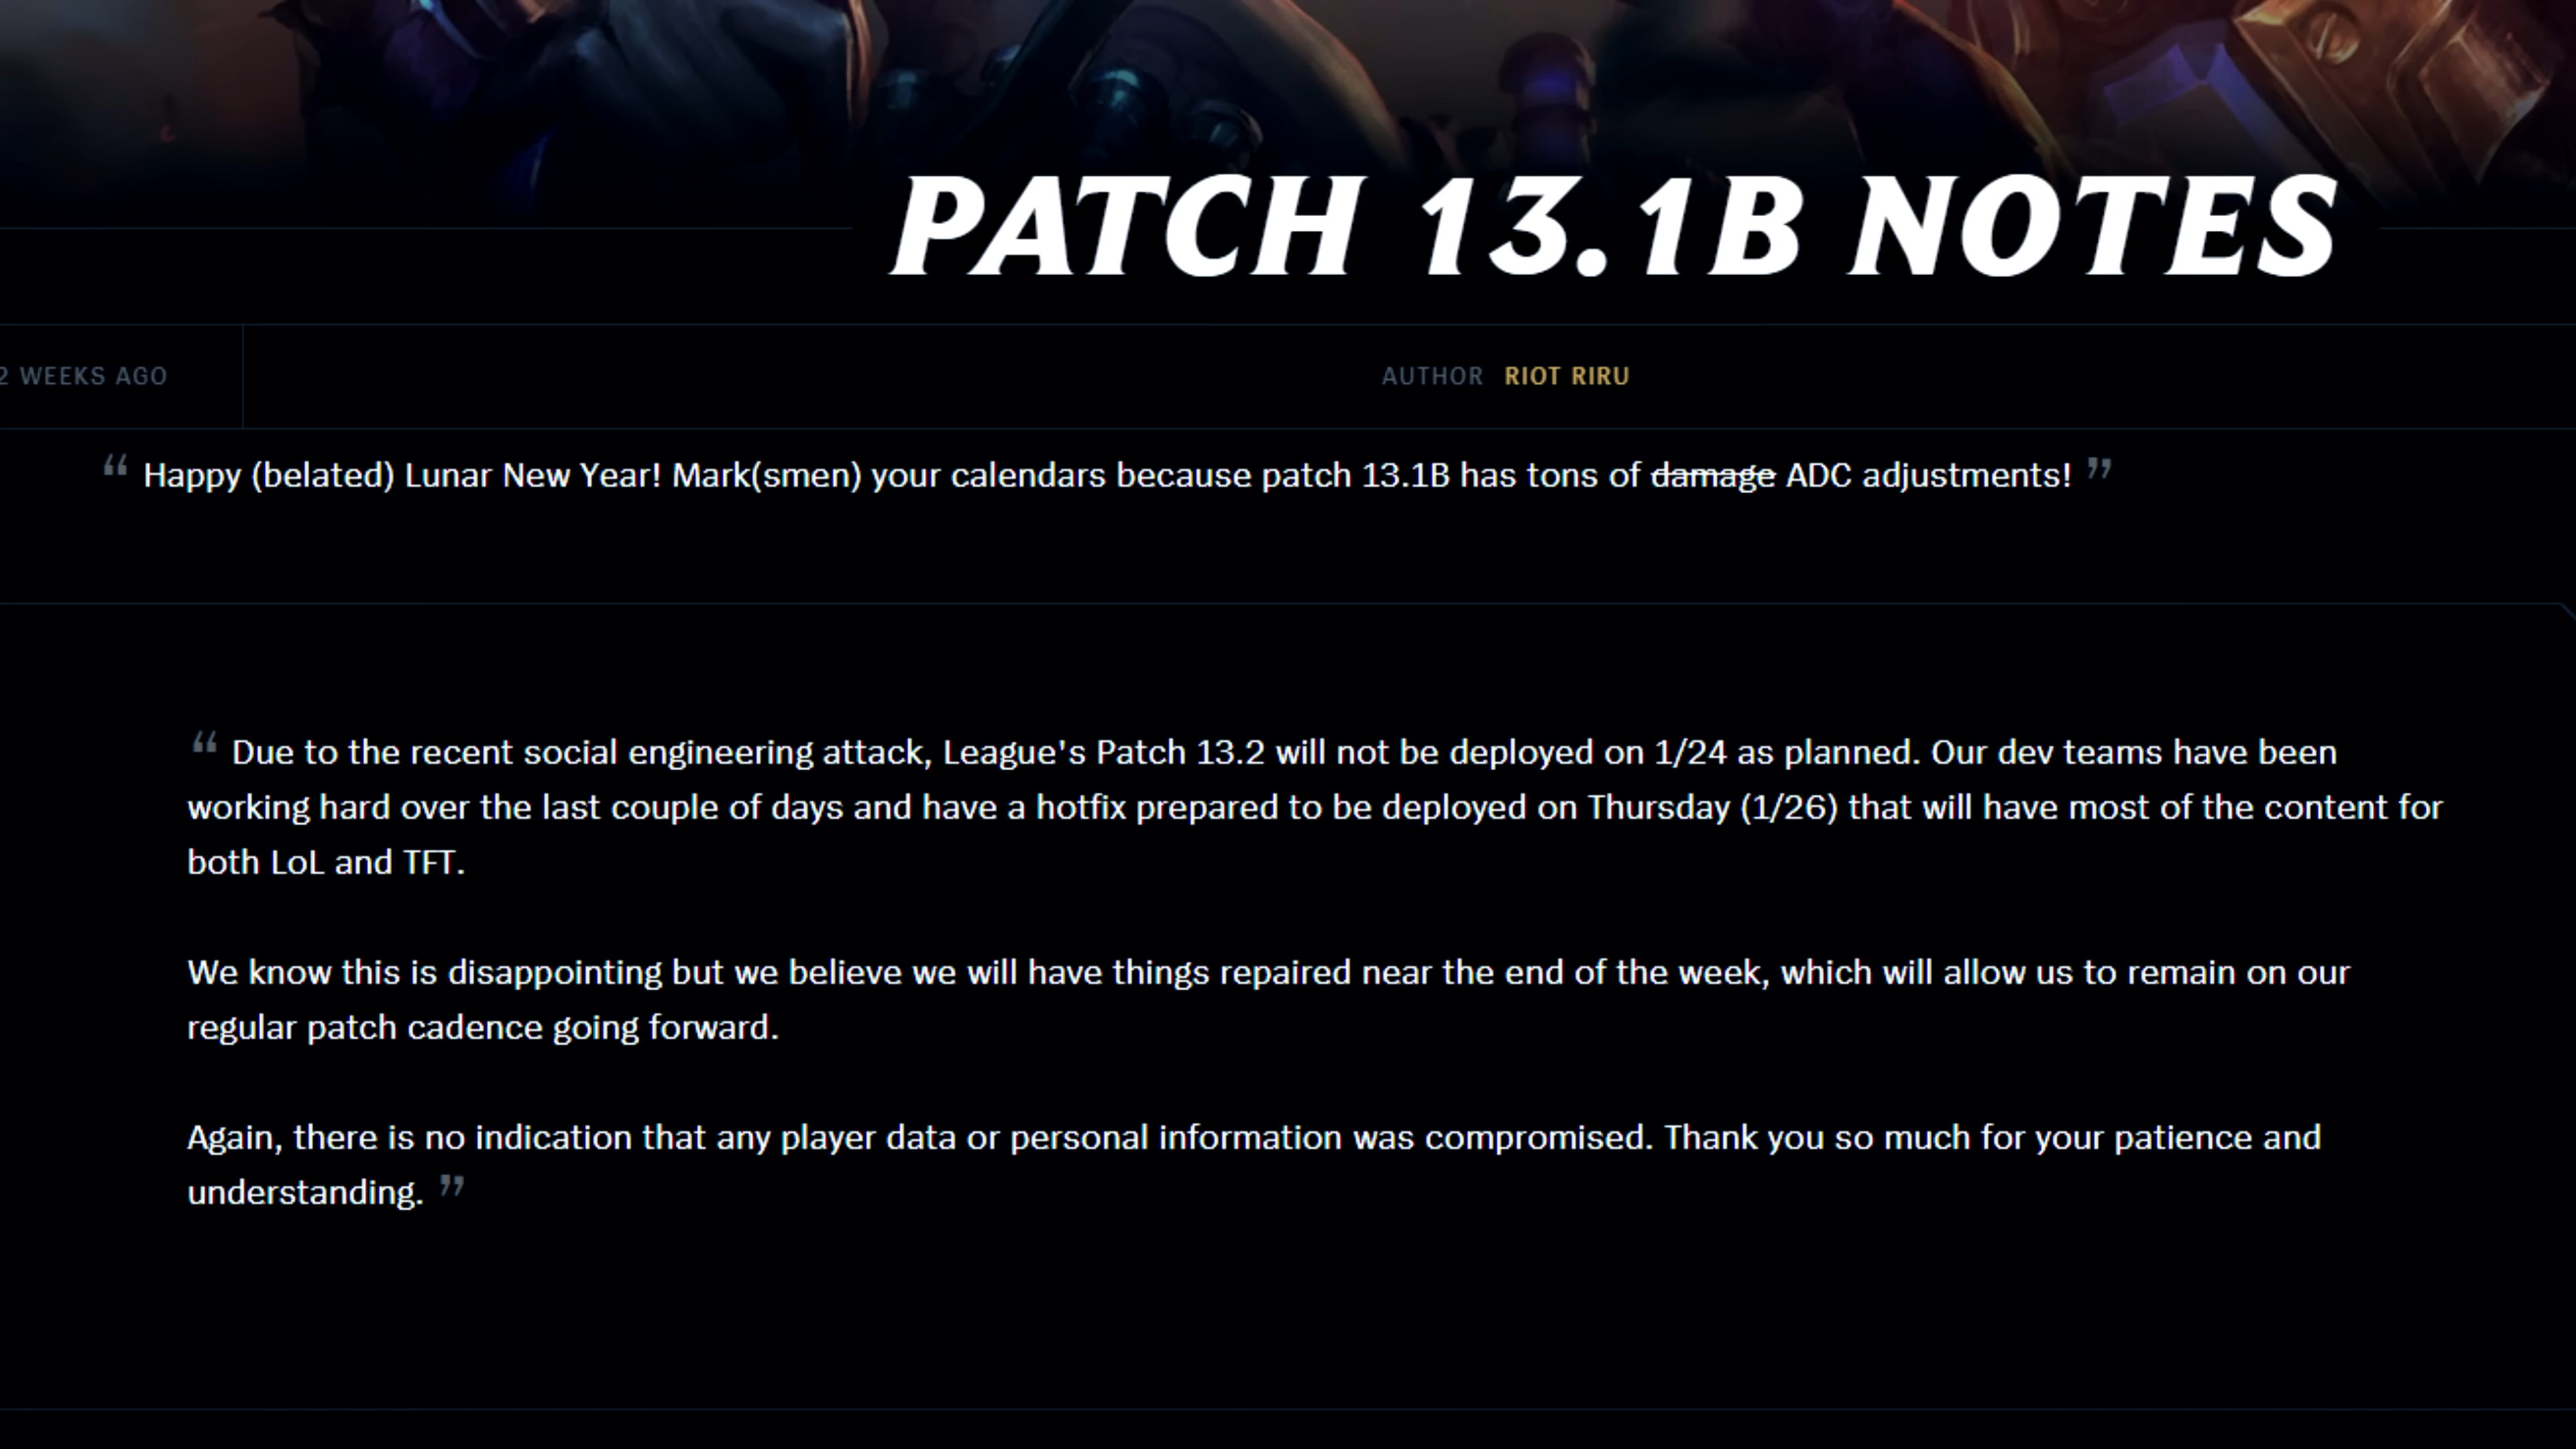 PATCH 13.1B NOTES
2 WEEKS AGO
AUTHOR RIOT RIRU
“ Happy (belated) Lunar New Year! Mark(smen) your calendars because patch 13.1B has tons of damage ADC adjustments! ”
“ Due to the recent social engineering attack, League's Patch 13.2 will not be deployed on 1/24 as planned. Our dev teams have been
working hard over the last couple of days and have a hotfix prepared to be deployed on Thursday (1/26) that will have most of the content for
both LoL and TFT.
We know this is disappointing but we believe we will have things repaired near the end of the week, which will allow us to remain on our
regular patch cadence going forward.
Again, there is no indication that any player data or personal information was compromised. Thank you so much for your patience and
understanding. ”